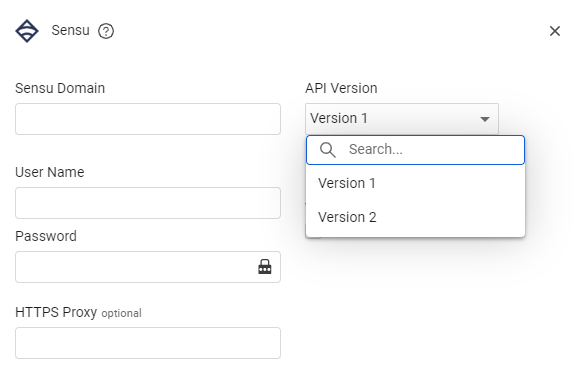 Sensu
Sensu Domain
API Version
Version 1
Search...
Version 1
Version 2
User Name
Password
HTTPS Proxy optional